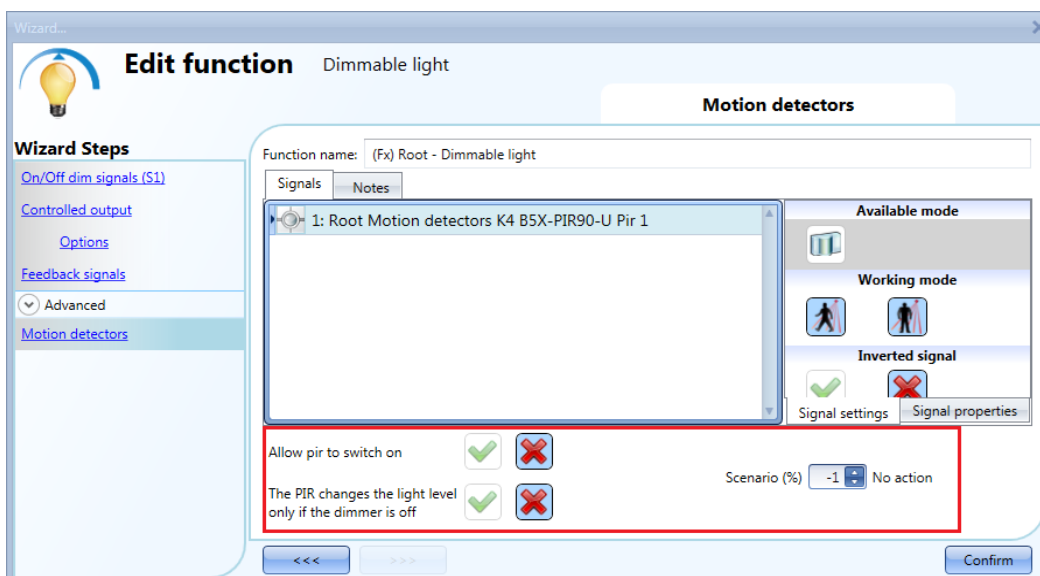 Wizard...
Edit function Dimmable light
Motion detectors
Wizard Steps
On/Off dim signals (S1)
Controlled output
Options
Feedback signals
Advanced
Motion detectors
Function name: (Fx) Root - Dimmable light
Signals Notes
1: Root Motion detectors K4 B5X-PIR90-U Pir 1
Available mode
Working mode
Inverted signal
Signal settings Signal properties
Allow pir to switch on
The PIR changes the light level
only if the dimmer is off
Scenario (%) -1 No action
<<< >>> Confirm